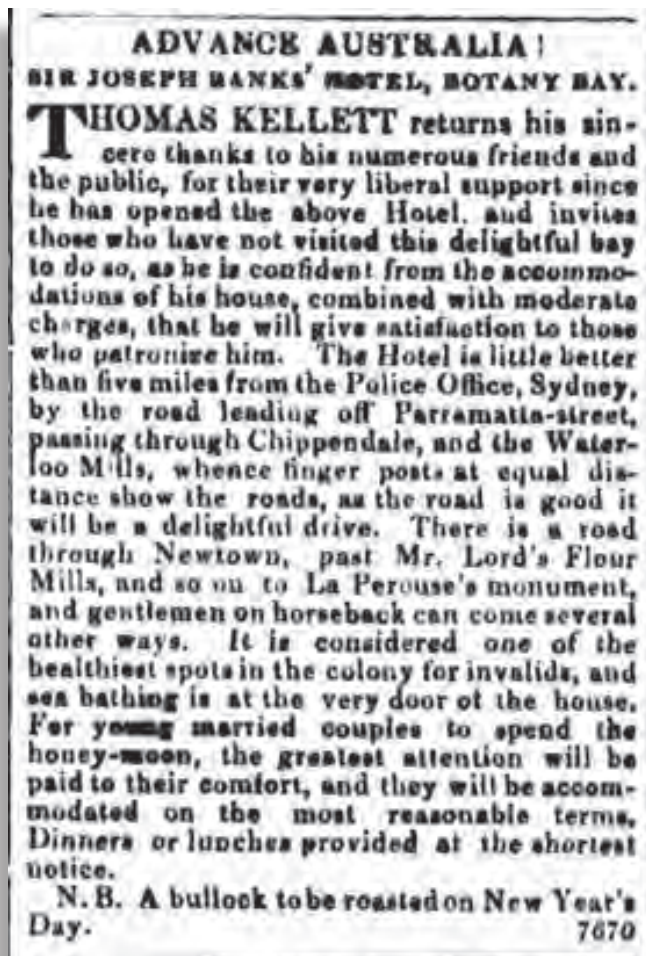 ADVANCE AUSTRALIA!
SIR JOSEPH BANKS' HOTEL, BOTANY BAY.
THOMAS KELLETT returns his sin-
cere thanks to his numerous friends and
the public, for their very liberal support since
he has opened the above Hotel. and invites
those who have not visited this delightful bay
to do so, as he is confident from the accommo-
dations of his house, combined with moderate
charges, that he will give satisfaction to those
who patronise him. The Hotel is little better
than five miles from the Police Office, Sydney,
by the road leading off Parramatta-street,
passing through Chippendale, and the Water-
loo Mills, whence finger posts at equal dis-
tance show the roads, as the road is good it
will be a delightful drive. There is a road
through Newtown, past Mr. Lord's Flour
Mills, and so on to La Perouse's monument,
and gentlemen on horseback can come several
other ways. It is considered one of the
healthiest spots in the colony for invalids, and
sea bathing is at the very door of the house.
For young married couples to spend the
honey-moon, the greatest attention will be
paid to their comfort, and they will be accom-
modated on the most reasonable terms.
Dinners or lunches provided at the shortest
notice.
N. B. A bullock to be roasted on New Year's
Day. 7670